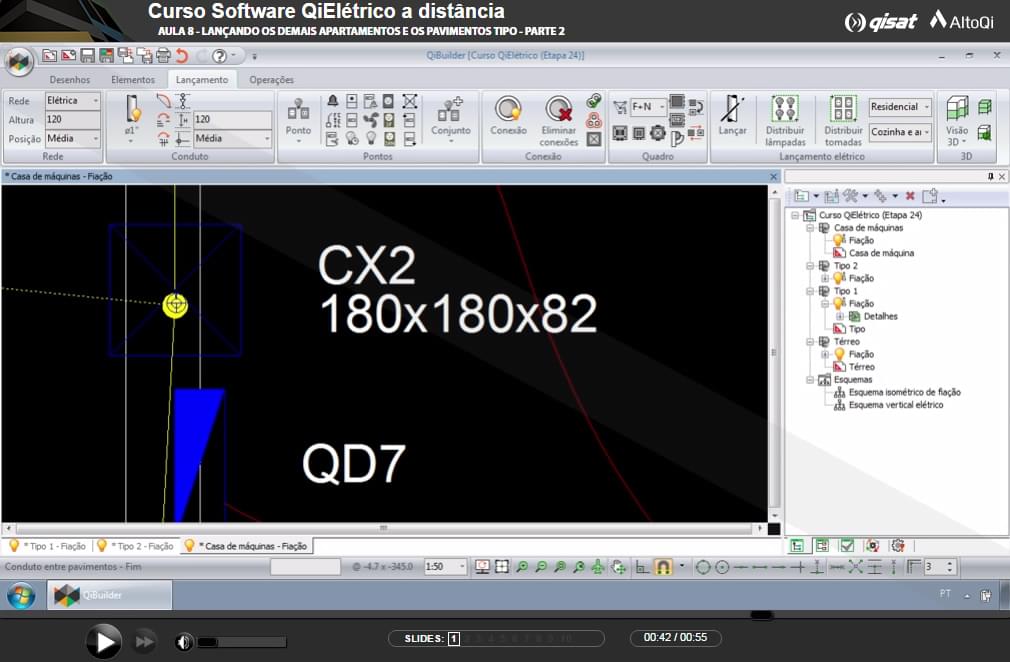 Curso Software QiElétrico a distância
AULA 8 - LANÇANDO OS DEMAIS APARTAMENTOS E OS PAVIMENTOS TIPO - PARTE 2
qisat AltoQi
QiBuilder [Curso QiElétrico (Etapa 24)]
Desenhos Elementos Lançamento Operações
Rede Elétrica
Altura 120
Posição Média
Rede
ø1"
120
Média
Conduto
Ponto
Conjunto
Pontos
Conexão
Eliminar conexões
Conexão
F+N
Quadro
Lançar
Distribuir lâmpadas
Distribuir tomadas
Residencial
Cozinha e ai
Lançamento elétrico
Visão 3D
3D
* Casa de máquinas - Fiação
CX2
180x180x82
QD7
Curso QiElétrico (Etapa 24)
Casa de máquinas
Fiação
Casa de máquina
Tipo 2
Fiação
Tipo 1
Fiação
Detalhes
Tipo
Térreo
Fiação
Térreo
Esquemas
Esquema isométrico de fiação
Esquema vertical elétrico
* Tipo 1 - Fiação * Tipo 2 - Fiação * Casa de máquinas - Fiação
Conduto entre pavimentos - Fim @ -4.7 x -345.0 1:50 3
QiBuilder PT
SLIDES: 1 2 3 4 5 6 7 8 9 10 00:42 / 00:55